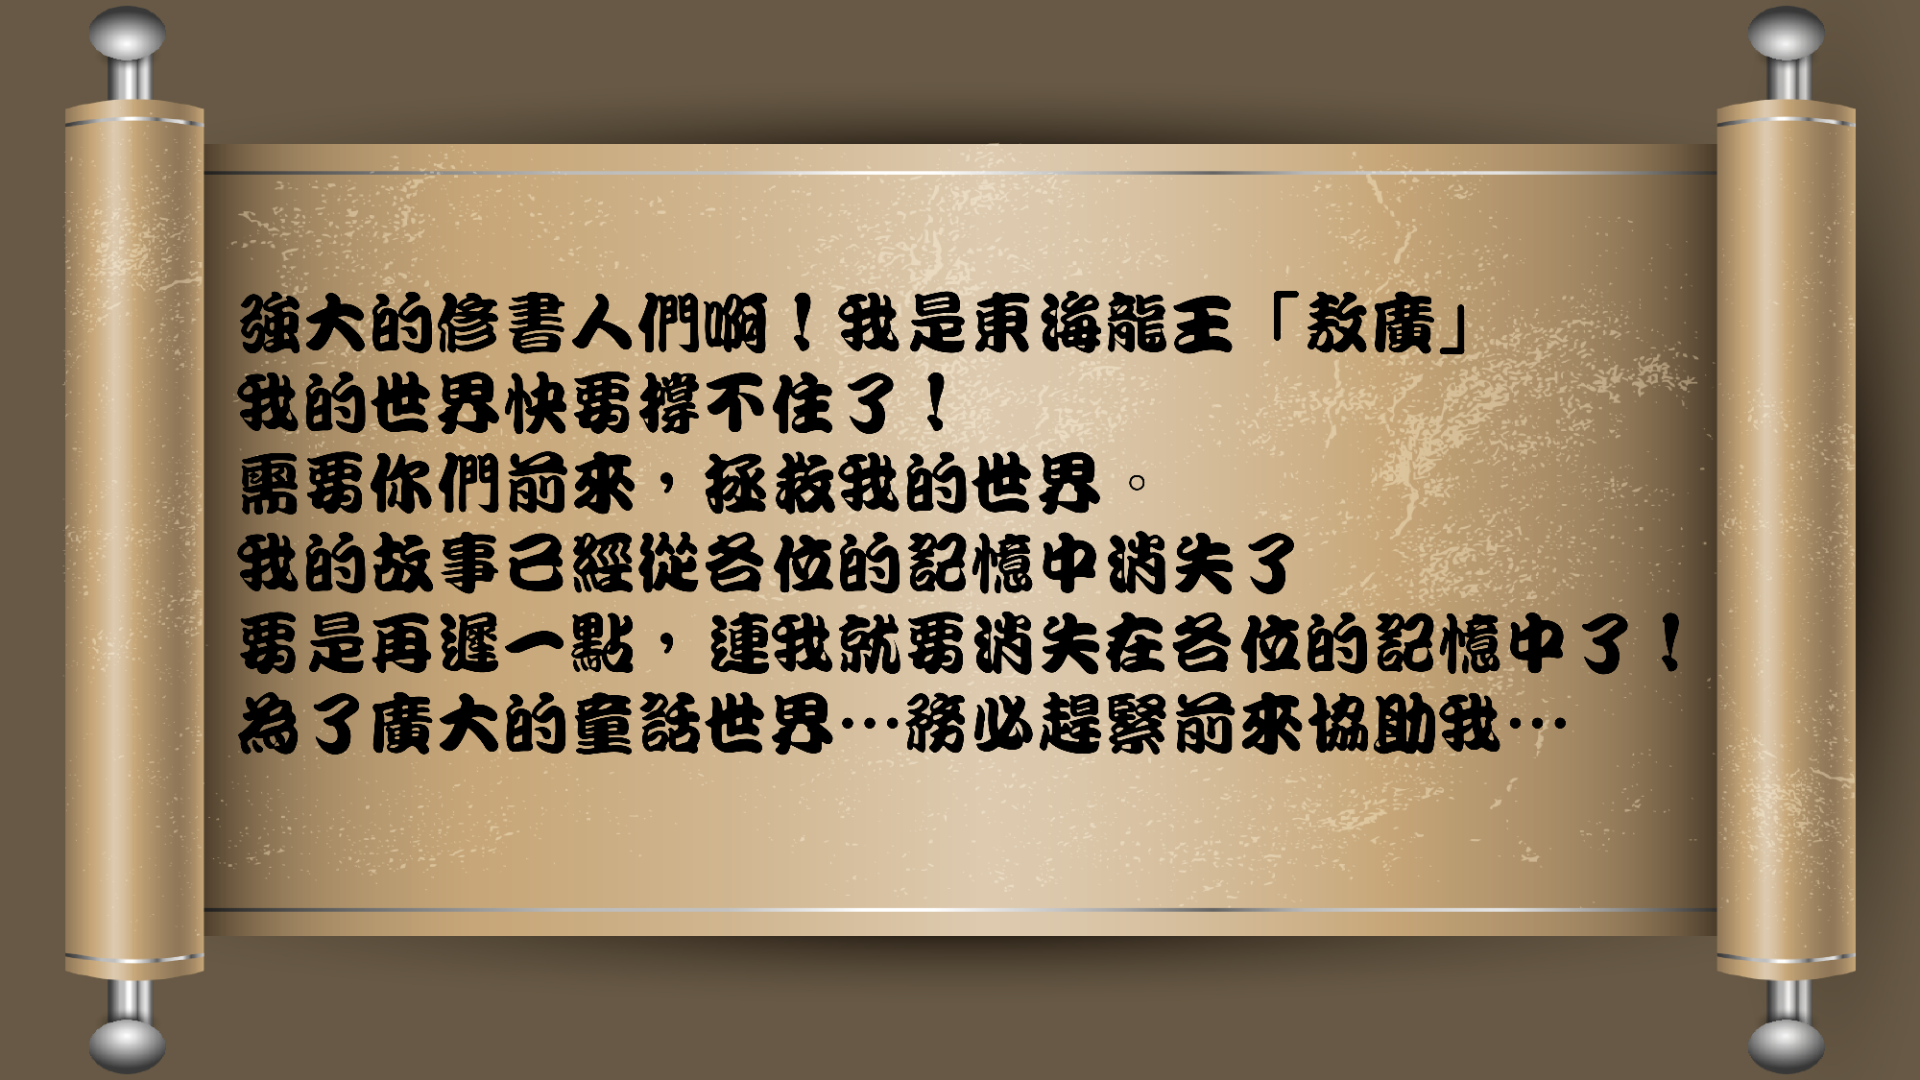 強大的修書人們啊！我是東海龍王「敖廣」
我的世界快要撐不住了！
需要你們前來，拯救我的世界。
我的故事已經從各位的記憶中消失了
要是再遲一點，連我就要消失在各位的記憶中了！
為了廣大的童話世界…務必趕緊前來協助我…